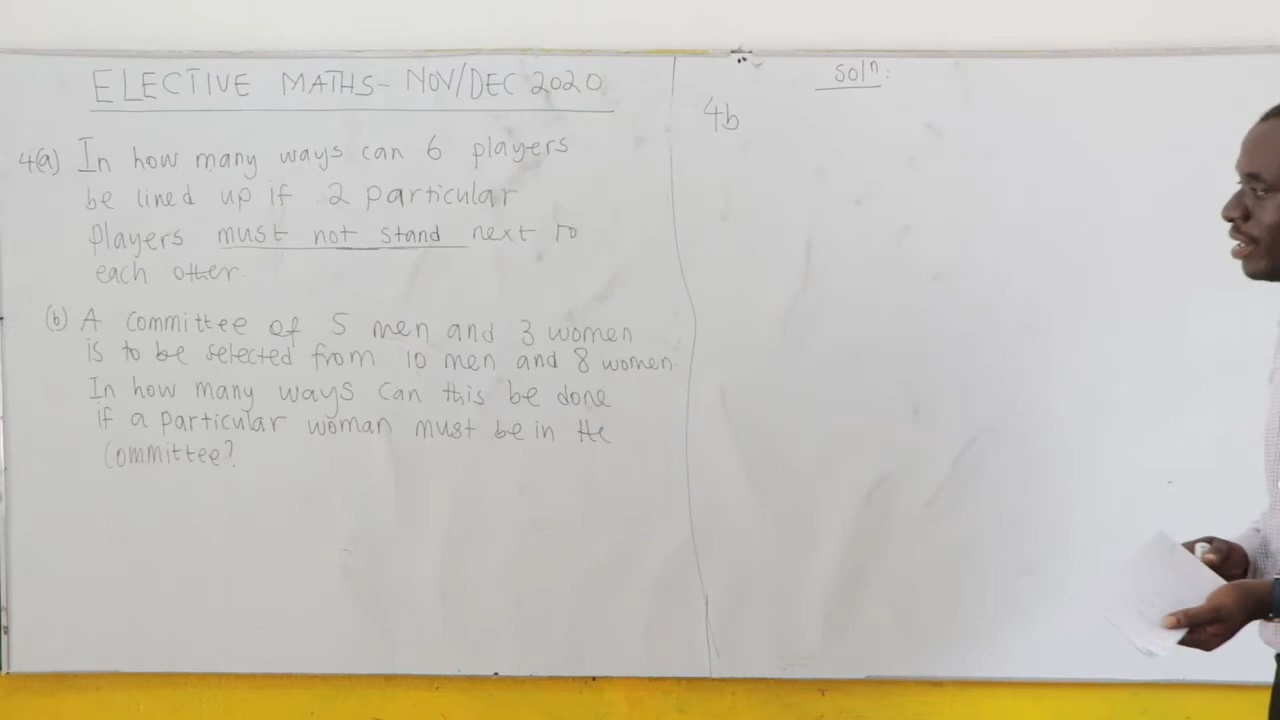 ELECTIVE MATHS- NOV/DEC 2020
4(a) In how many ways can 6 players
be lined up if 2 particular
players must not stand next to
each other.
(b) A committee of 5 men and 3 women
is to be selected from 10 men and 8 women
In how many ways can this be done
if a particular woman must be in the
committee?
Solⁿ:
4b